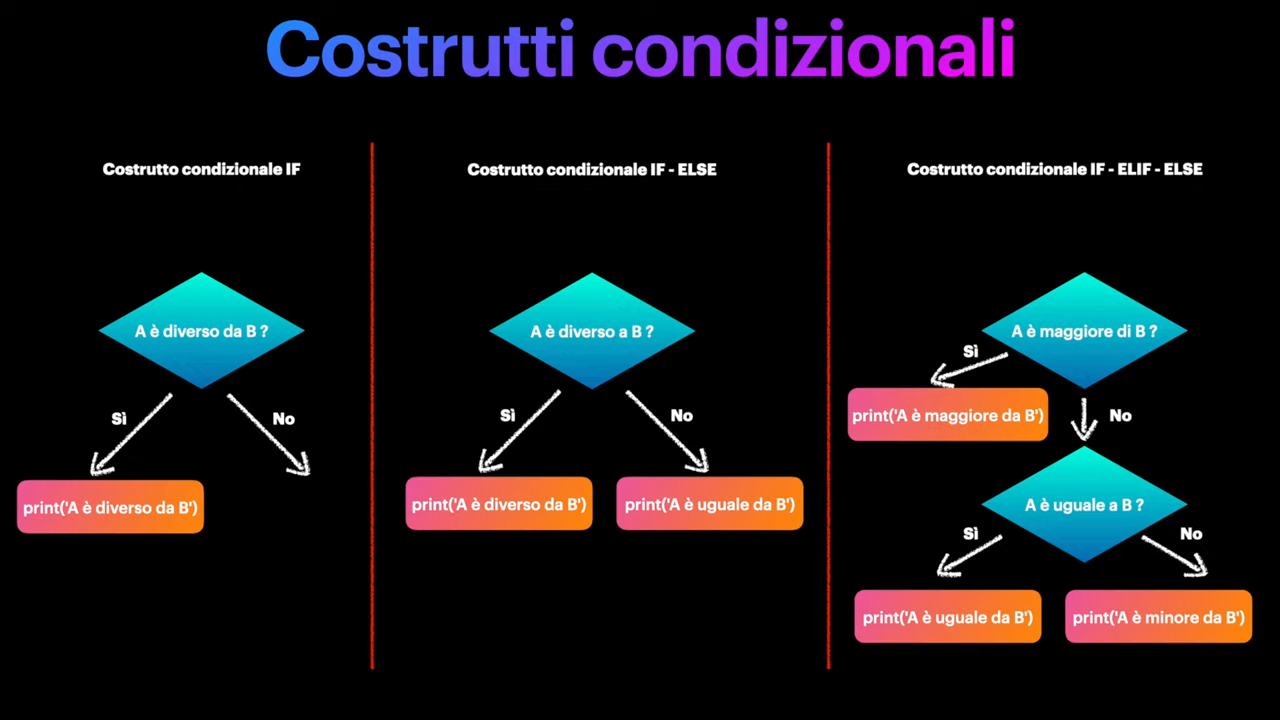 Costrutti condizionali
Costrutto condizionale IF
A è diverso da B ?
Sì
No
print('A è diverso da B')
Costrutto condizionale IF - ELSE
A è diverso a B ?
Sì
No
print('A è diverso da B')
print('A è uguale da B')
Costrutto condizionale IF - ELIF - ELSE
A è maggiore di B ?
Sì
print('A è maggiore da B')
No
A è uguale a B ?
Sì
No
print('A è uguale da B')
print('A è minore da B')